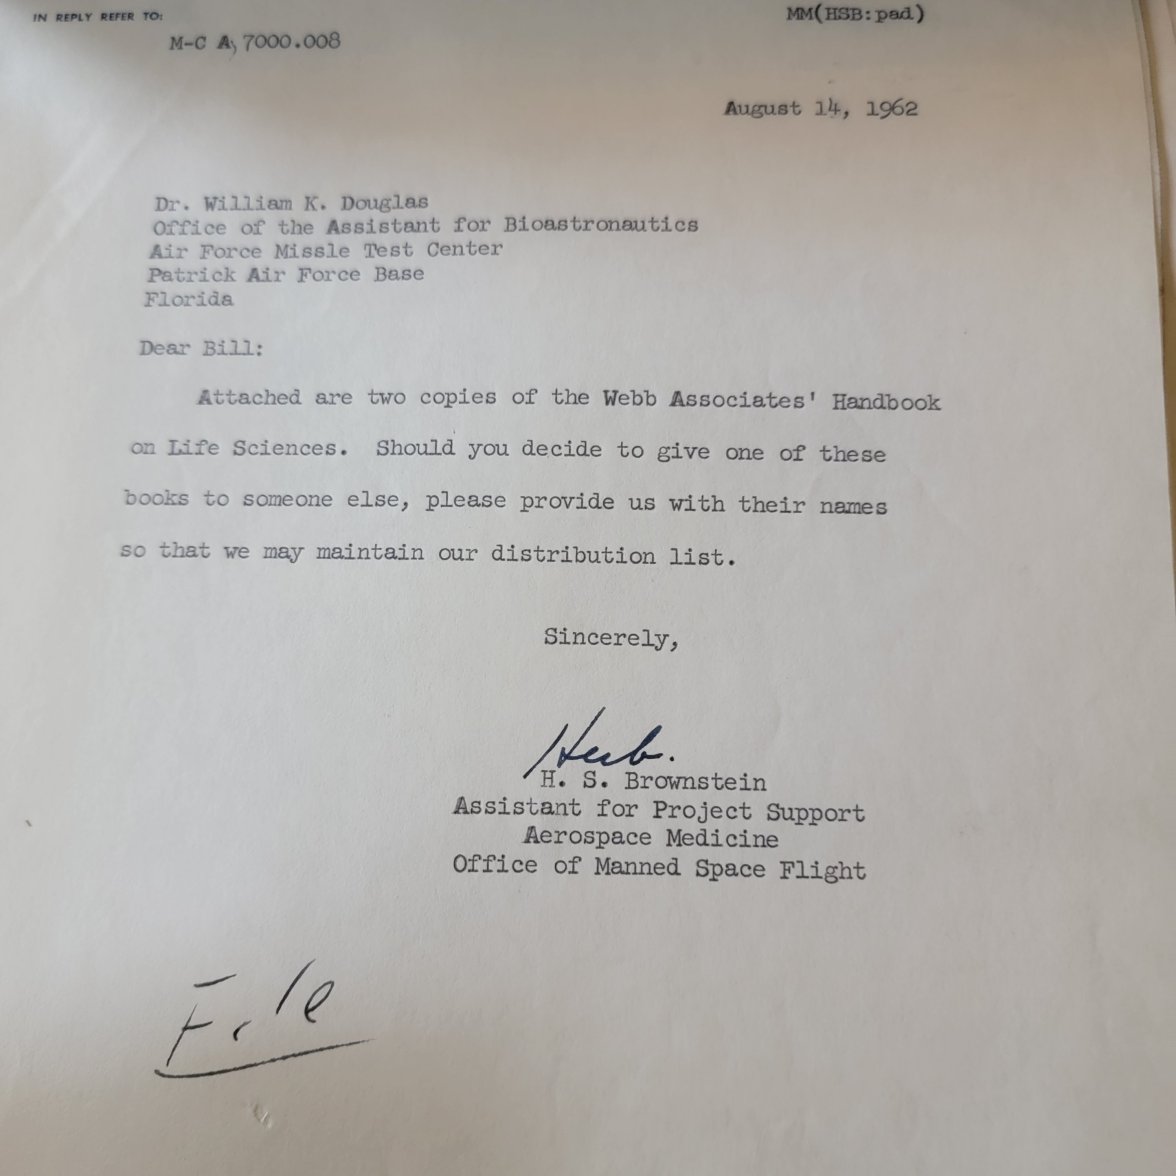 IN REPLY REFER TO:
MM(HSB:pad)
M-C A, 7000.008
August 14, 1962
Dr. William K. Douglas
Office of the Assistant for Bioastronautics
Air Force Missle Test Center
Patrick Air Force Base
Florida
Dear Bill:
Attached are two copies of the Webb Associates' Handbook
on Life Sciences. Should you decide to give one of these
books to someone else, please provide us with their names
so that we may maintain our distribution list.
Sincerely,
Herb.
H. S. Brownstein
Assistant for Project Support
Aerospace Medicine
Office of Manned Space Flight
File